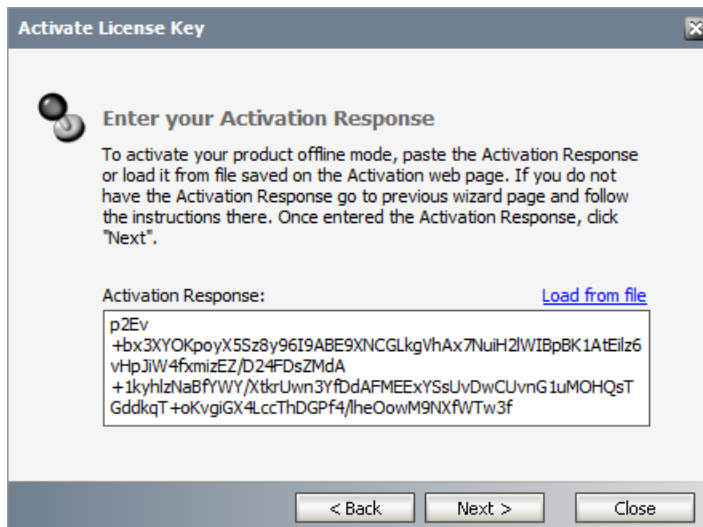 Activate License Key
Enter your Activation Response
To activate your product offline mode, paste the Activation Response
or load it from file saved on the Activation web page. If you do not
have the Activation Response go to previous wizard page and follow
the instructions there. Once entered the Activation Response, click
"Next".
Activation Response:
Load from file
p2Ev
+bx3XYOKpoyX5Sz8y96I9ABE9XNCGLkgVhAx7NuiH2lWIBpBK1AtEilz6
vHpJiW4fxmizEZ/D24FDsZMdA
+1kyhlzNaBfYWY/XtkrUwn3YfDdAFMEExYSsUvDwCUvnG1uMOHQsT
GddkqT+oKvgiGX4LccThDGPf4/lheOowM9NXfWTw3f
< Back
Next >
Close